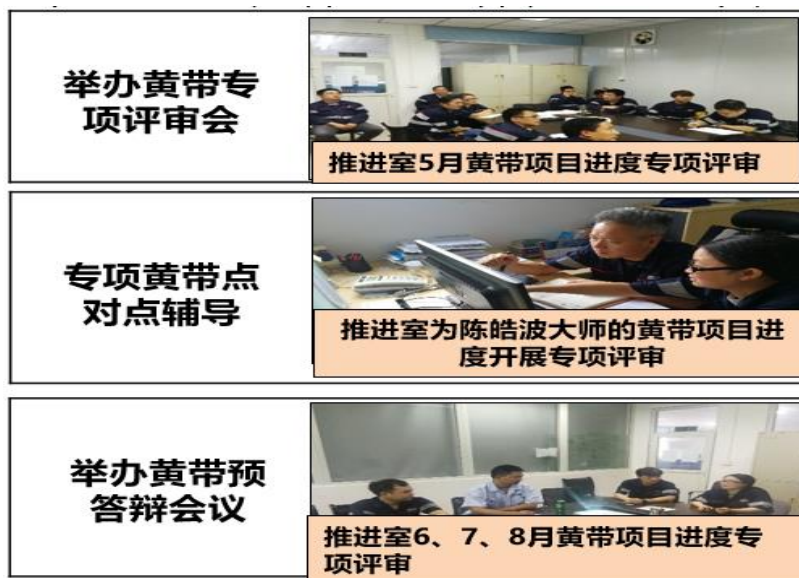 举办黄带专
项评审会
推进室5月黄带项目进度专项评审
专项黄带点
对点辅导
推进室为陈皓波大师的黄带项目进
度开展专项评审
举办黄带预
答辩会议
推进室6、7、8月黄带项目进度专
项评审